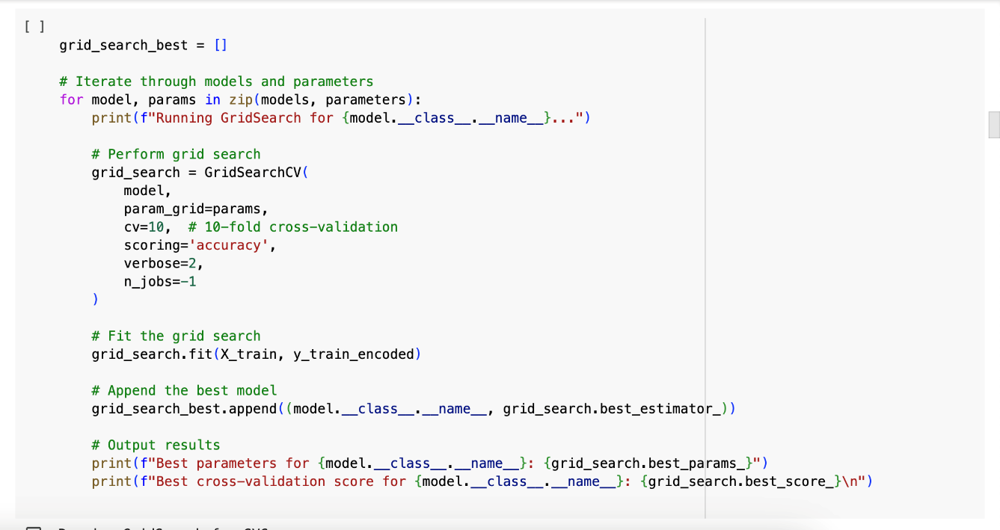 [ ]
grid_search_best = []
# Iterate through models and parameters
for model, params in zip(models, parameters):
    print(f"Running GridSearch for {model.__class__.__name__}...")
    # Perform grid search
    grid_search = GridSearchCV(
        model,
        param_grid=params,
        cv=10,  # 10-fold cross-validation
        scoring='accuracy',
        verbose=2,
        n_jobs=-1
    )
    # Fit the grid search
    grid_search.fit(X_train, y_train_encoded)
    # Append the best model
    grid_search_best.append((model.__class__.__name__, grid_search.best_estimator_))
    # Output results
    print(f"Best parameters for {model.__class__.__name__}: {grid_search.best_params_}")
    print(f"Best cross-validation score for {model.__class__.__name__}: {grid_search.best_score_}\n")